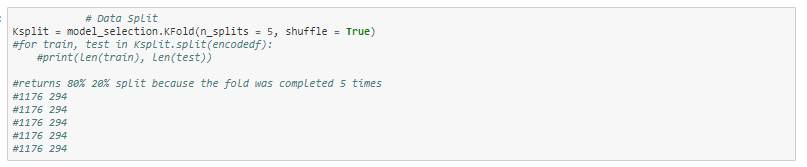 # Data Split
Ksplit = model_selection.KFold(n_splits = 5, shuffle = True)
#for train, test in Ksplit.split(encodedf):
#print(len(train), len(test))
#returns 80% 20% split because the fold was completed 5 times
#1176 294
#1176 294
#1176 294
#1176 294
#1176 294